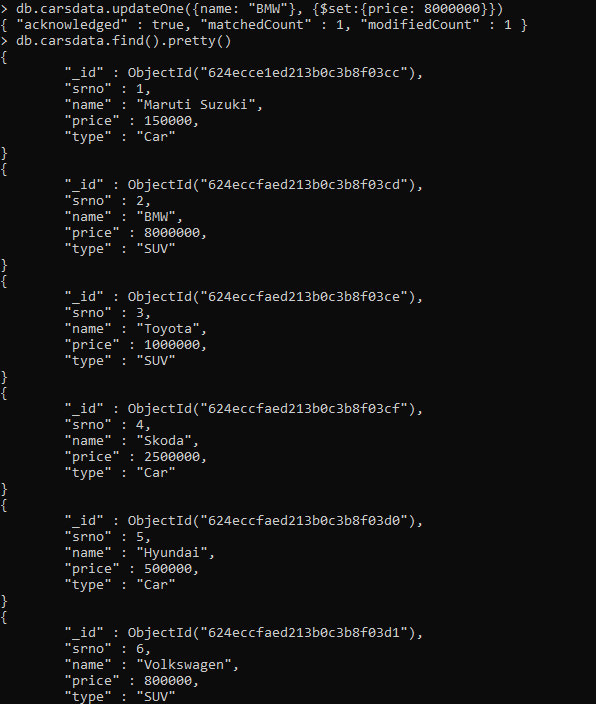 > db.carsdata.updateOne({name: "BMW"}, {$set:{price: 8000000}})
{ "acknowledged" : true, "matchedCount" : 1, "modifiedCount" : 1 }
> db.carsdata.find().pretty()
{
        "_id" : ObjectId("624ecce1ed213b0c3b8f03cc"),
        "srno" : 1,
        "name" : "Maruti Suzuki",
        "price" : 150000,
        "type" : "Car"
}
{
        "_id" : ObjectId("624eccfaed213b0c3b8f03cd"),
        "srno" : 2,
        "name" : "BMW",
        "price" : 8000000,
        "type" : "SUV"
}
{
        "_id" : ObjectId("624eccfaed213b0c3b8f03ce"),
        "srno" : 3,
        "name" : "Toyota",
        "price" : 1000000,
        "type" : "SUV"
}
{
        "_id" : ObjectId("624eccfaed213b0c3b8f03cf"),
        "srno" : 4,
        "name" : "Skoda",
        "price" : 2500000,
        "type" : "Car"
}
{
        "_id" : ObjectId("624eccfaed213b0c3b8f03d0"),
        "srno" : 5,
        "name" : "Hyundai",
        "price" : 500000,
        "type" : "Car"
}
{
        "_id" : ObjectId("624eccfaed213b0c3b8f03d1"),
        "srno" : 6,
        "name" : "Volkswagen",
        "price" : 800000,
        "type" : "SUV"